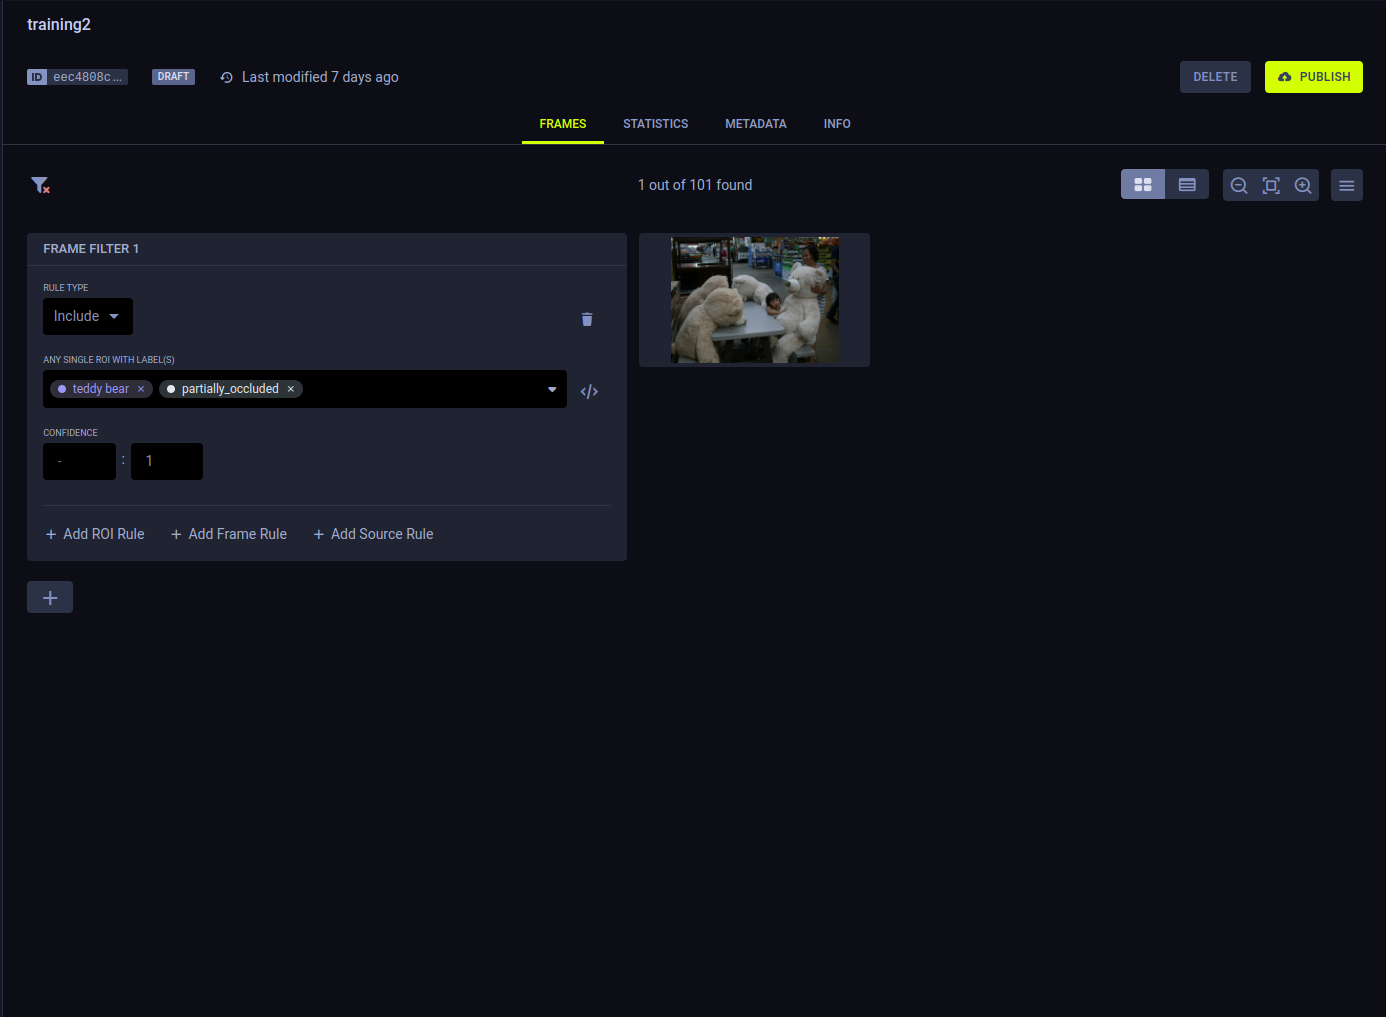 training2
ID eec4808c... DRAFT Last modified 7 days ago DELETE PUBLISH
FRAMES STATISTICS METADATA INFO
1 out of 101 found
FRAME FILTER 1
RULE TYPE
Include
ANY SINGLE ROI WITH LABEL(S)
teddy bear × partially_occluded × </>
CONFIDENCE
- : 1
+ Add ROI Rule + Add Frame Rule + Add Source Rule
+